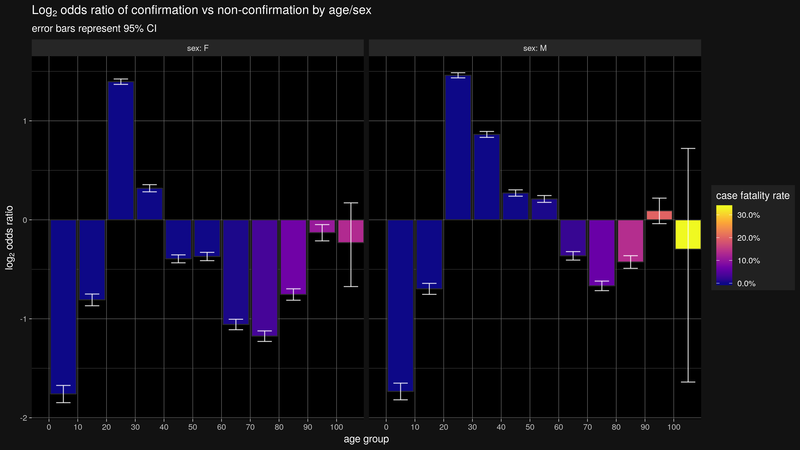 Log₂ odds ratio of confirmation vs non-confirmation by age/sex
error bars represent 95% CI
sex: F
sex: M
1
0
-1
-2
log₂ odds ratio
0 10 20 30 40 50 60 70 80 90 100
0 10 20 30 40 50 60 70 80 90 100
age group
case fatality rate
30.0%
20.0%
10.0%
0.0%